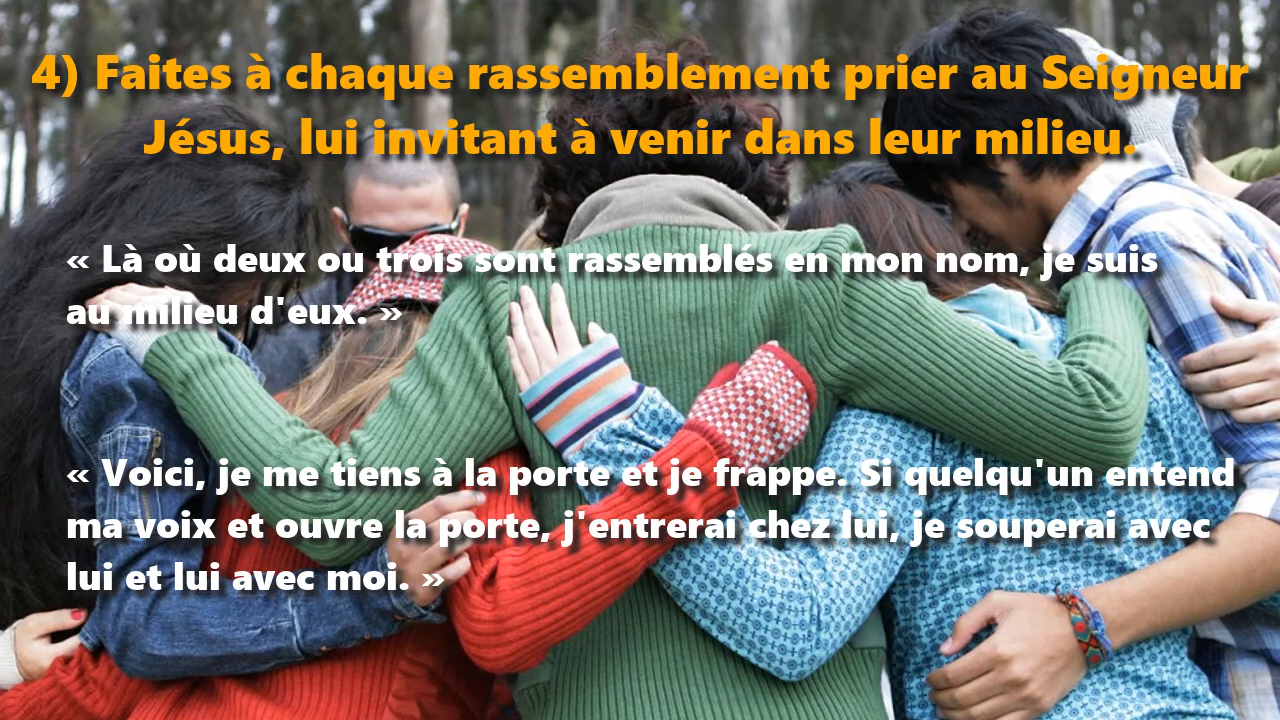 4) Faites à chaque rassemblement prier au Seigneur
Jésus, lui invitant à venir dans leur milieu.
« Là où deux ou trois sont rassemblés en mon nom, je suis
au milieu d'eux. »
« Voici, je me tiens à la porte et je frappe. Si quelqu'un entend
ma voix et ouvre la porte, j'entrerai chez lui, je souperai avec
lui et lui avec moi. »